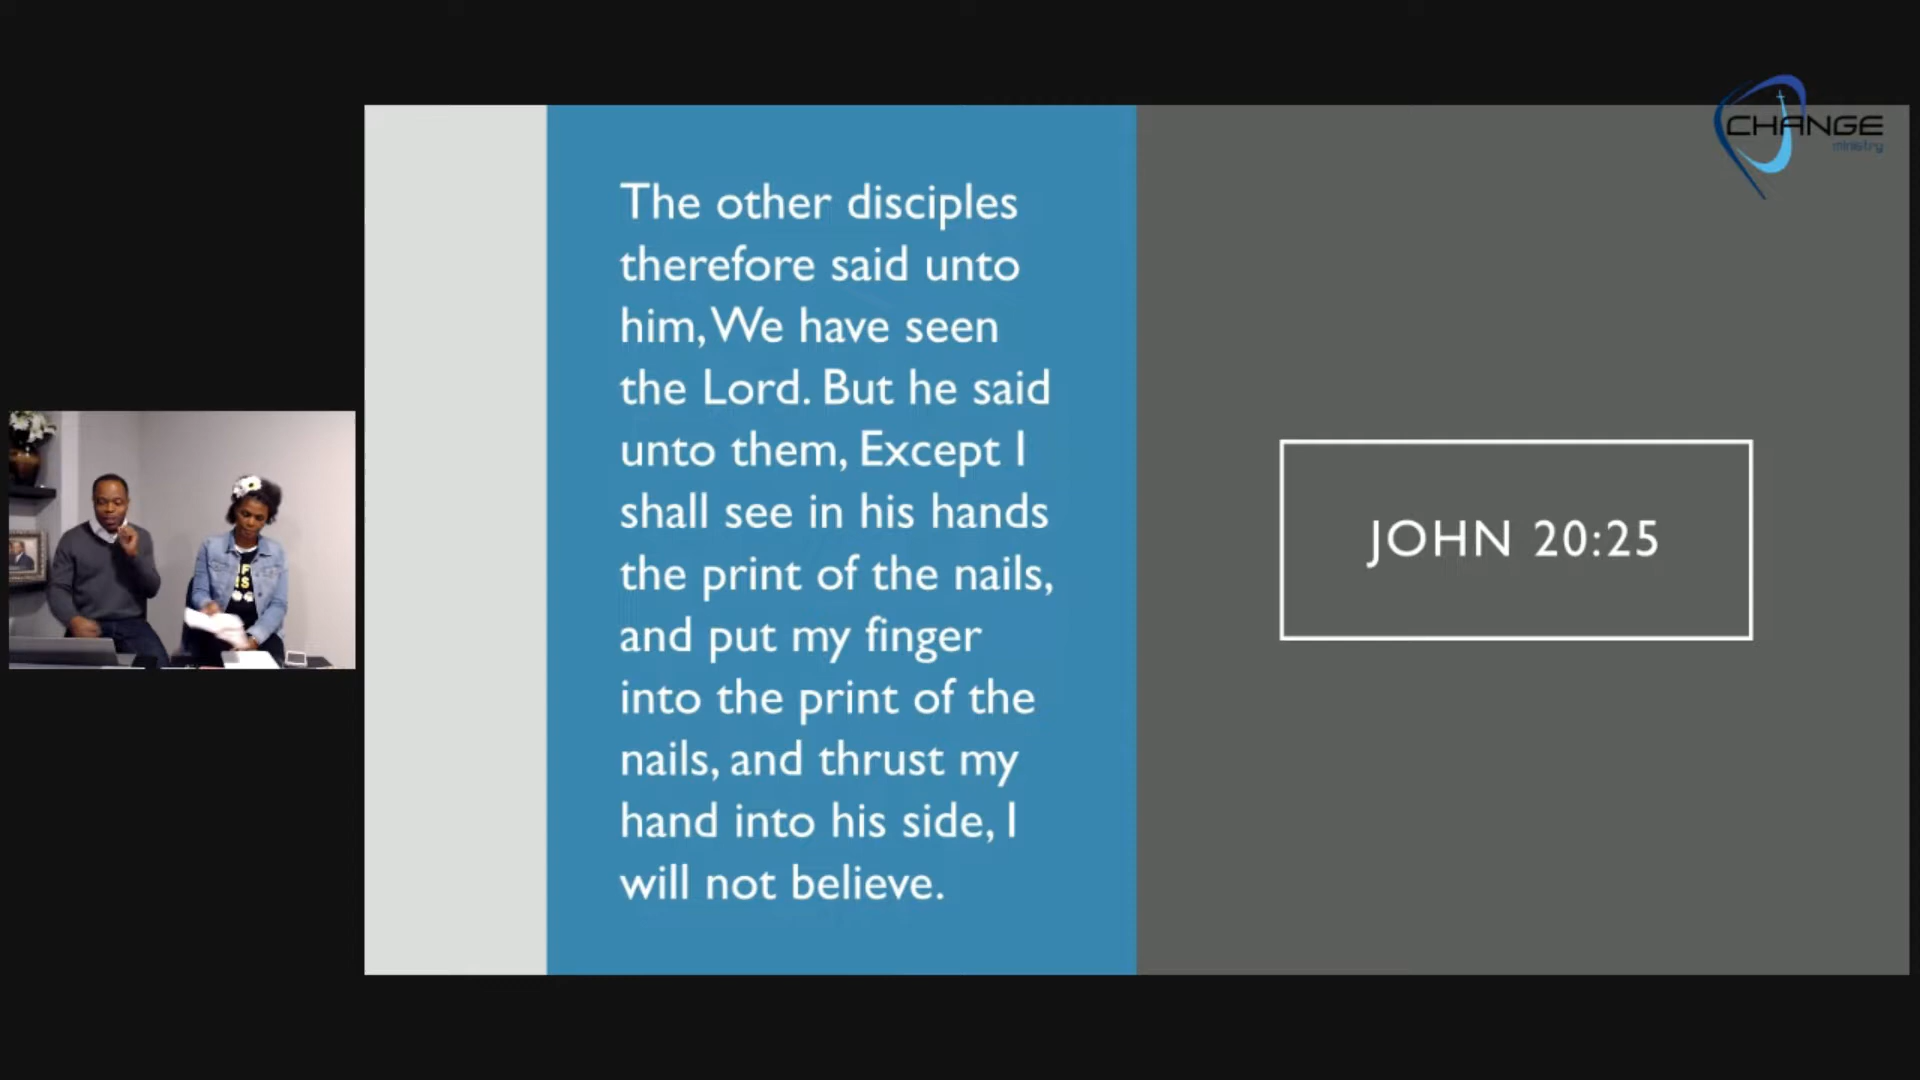 CHANGE
ministry
The other disciples
therefore said unto
him, We have seen
the Lord. But he said
unto them, Except I
shall see in his hands
the print of the nails,
and put my finger
into the print of the
nails, and thrust my
hand into his side, I
will not believe.
JOHN 20:25